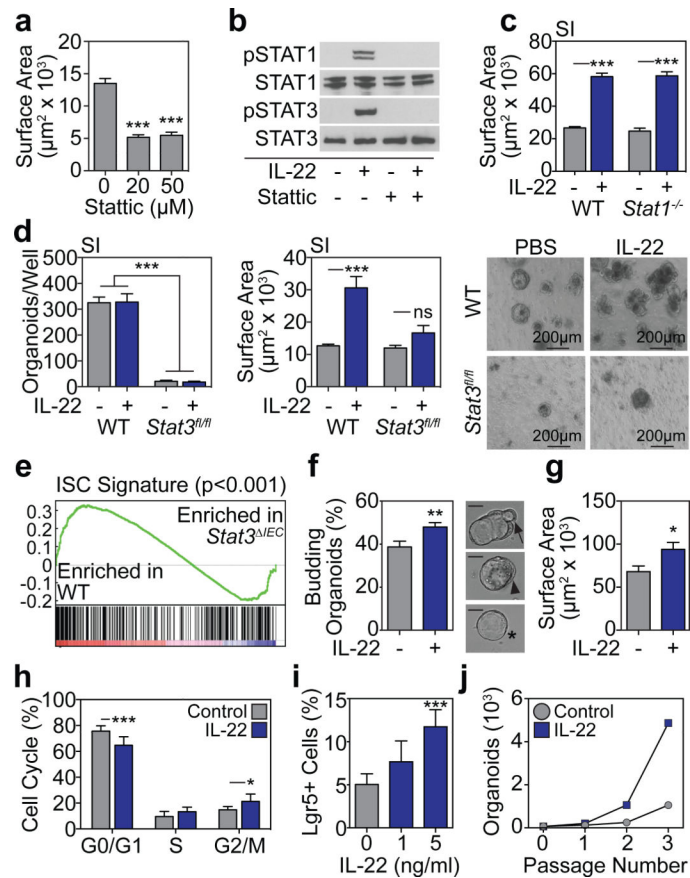 a
Surface Area
(µm² x 10³)
15
10
5
0
***
***
0 20 50
Stattic (µM)
b
pSTAT1
STAT1
pSTAT3
STAT3
IL-22 - + - +
Stattic - - + +
c
SI
Surface Area
(µm² x 10³)
80
60
40
20
0
***
***
IL-22 - + - +
WT Stat1-/-
d
SI
Organoids/Well
400
300
200
100
0
***
IL-22 - + - +
WT Stat3fl/fl
SI
Surface Area
(µm² x 10³)
40
30
20
10
0
***
ns
IL-22 - + - +
WT Stat3fl/fl
PBS IL-22
WT
200µm 200µm
Stat3fl/fl
200µm 200µm
e
ISC Signature (p<0.001)
0.3
0.2
0.1
0
-0.1
-0.2
Enriched in
Stat3ΔIEC
Enriched in
WT
f
Budding
Organoids (%)
60
40
20
0
**
IL-22 - +
*
g
Surface Area
(µm² x 10³)
150
100
50
0
*
IL-22 - +
h
Cell Cycle (%)
100
80
60
40
20
0
Control
IL-22
***
*
G0/G1 S G2/M
i
Lgr5+ Cells (%)
15
10
5
0
***
0 1 5
IL-22 (ng/ml)
j
Organoids (10³)
6
4
2
0
Control
IL-22
0 1 2 3
Passage Number